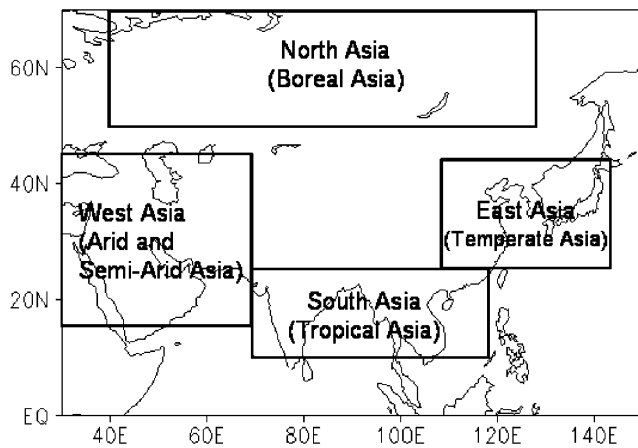 North Asia
(Boreal Asia)
60N
40N
West Asia
(Arid and
Semi-Arid Asia)
East Asia
(Temperate Asia)
20N
South Asia
(Tropical Asia)
EQ
40E 60E 80E 100E 120E 140E